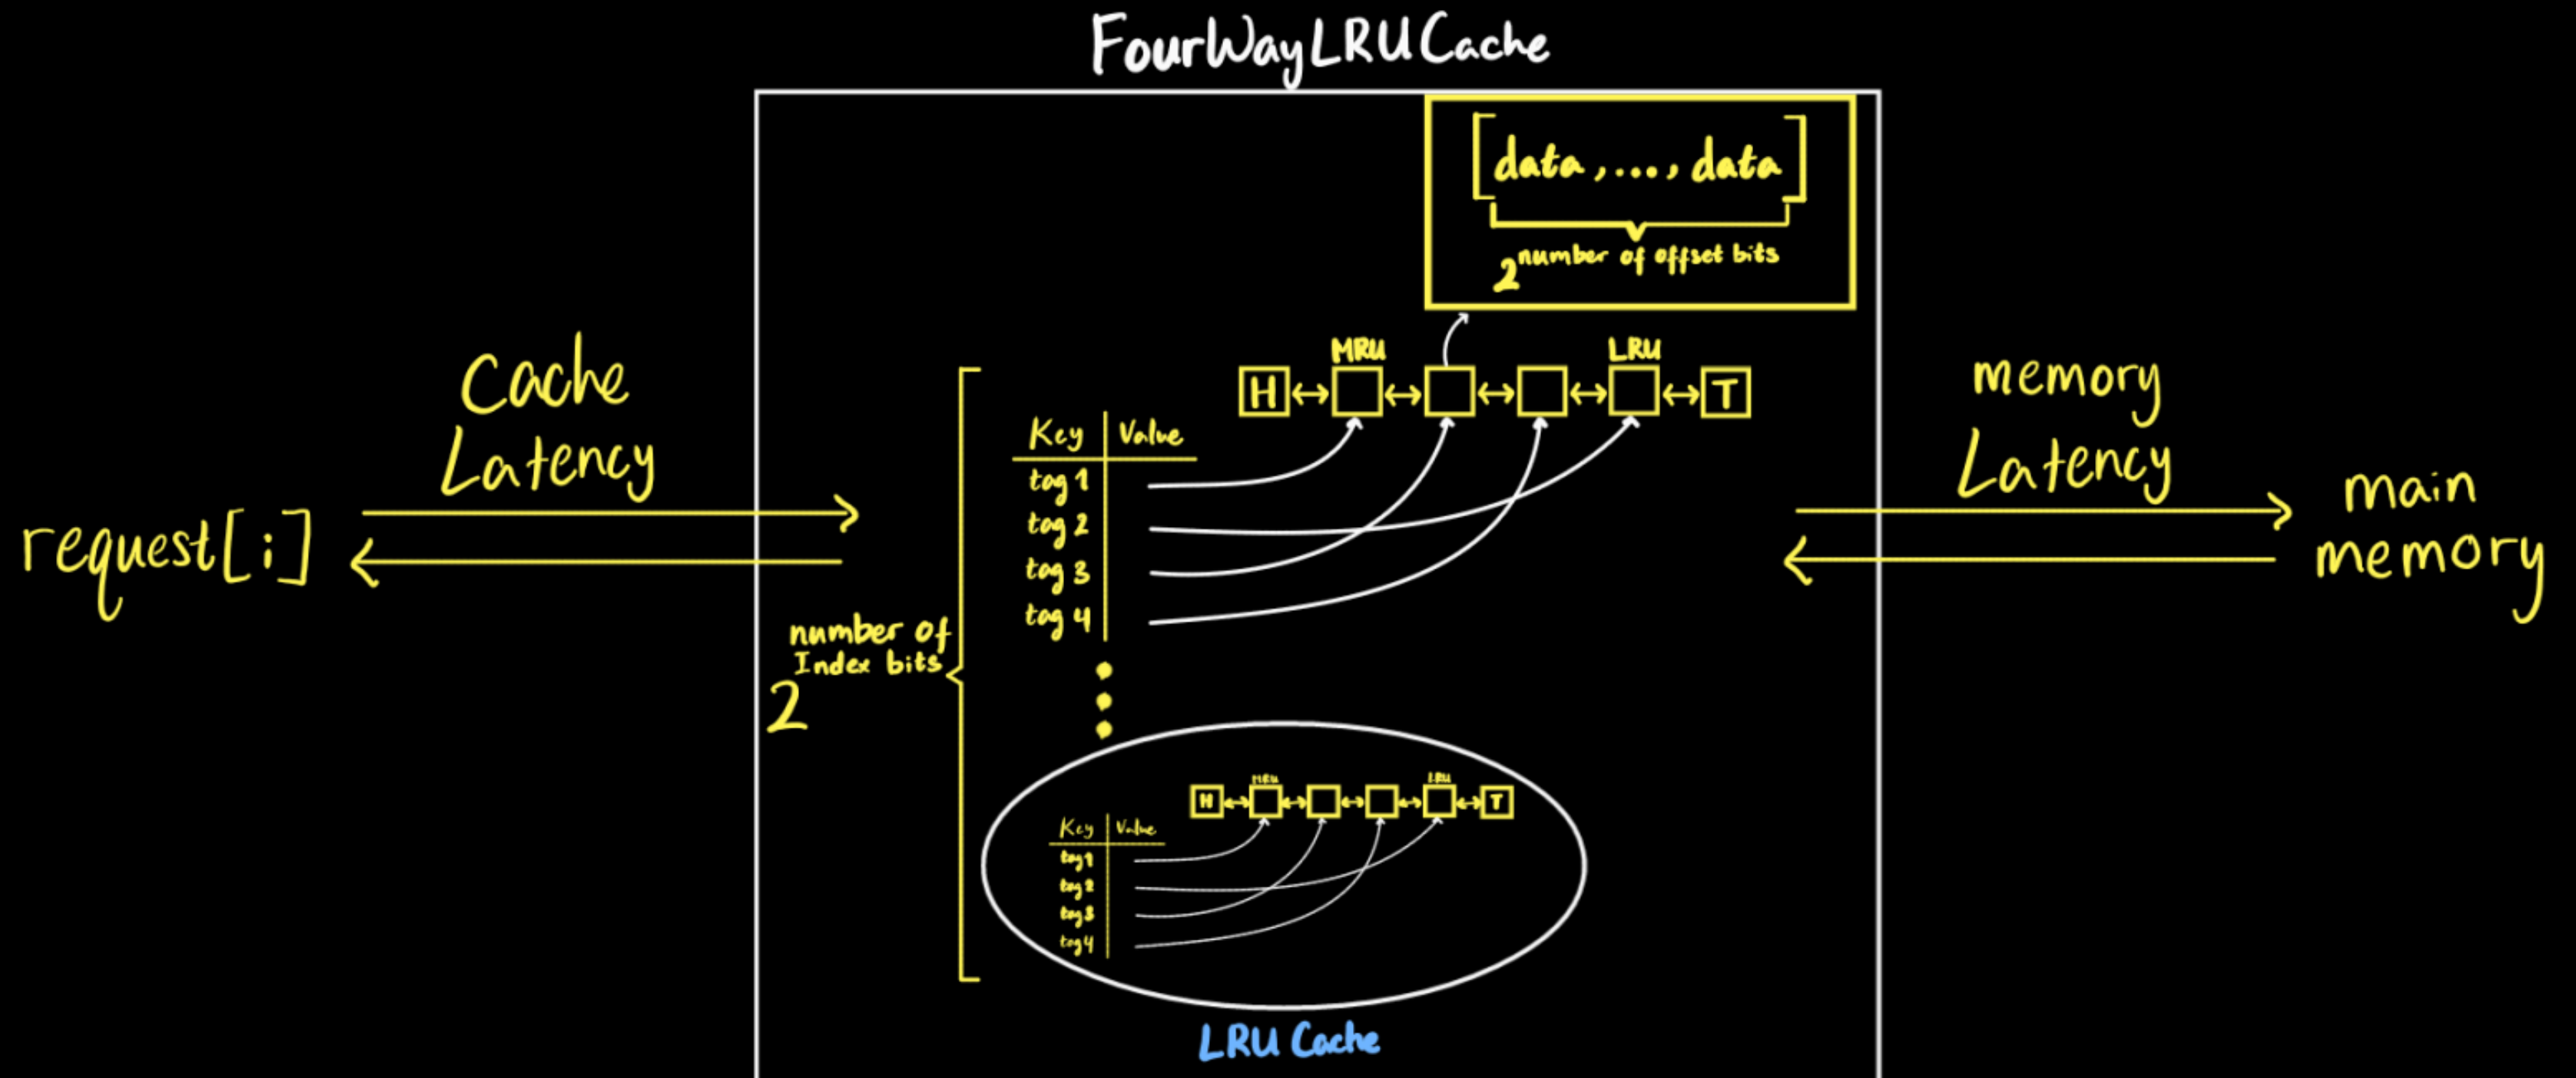 FourWayLRUCache
[data,...,data]
2^number of offset bits
Cache
Latency
request[i]
MRU
LRU
H
T
Key Value
tag 1
tag 2
tag 3
tag 4
number of
Index bits
2
memory
Latency
main
memory
MRU
LRU
H
T
Key Value
tag1
tag2
tag3
tag4
LRU Cache